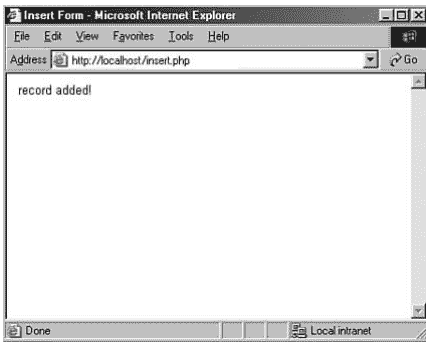 Insert Form - Microsoft Internet Explorer
File Edit View Favorites Tools Help
Address http://localhost/insert.php Go
record added!
Done Local intranet